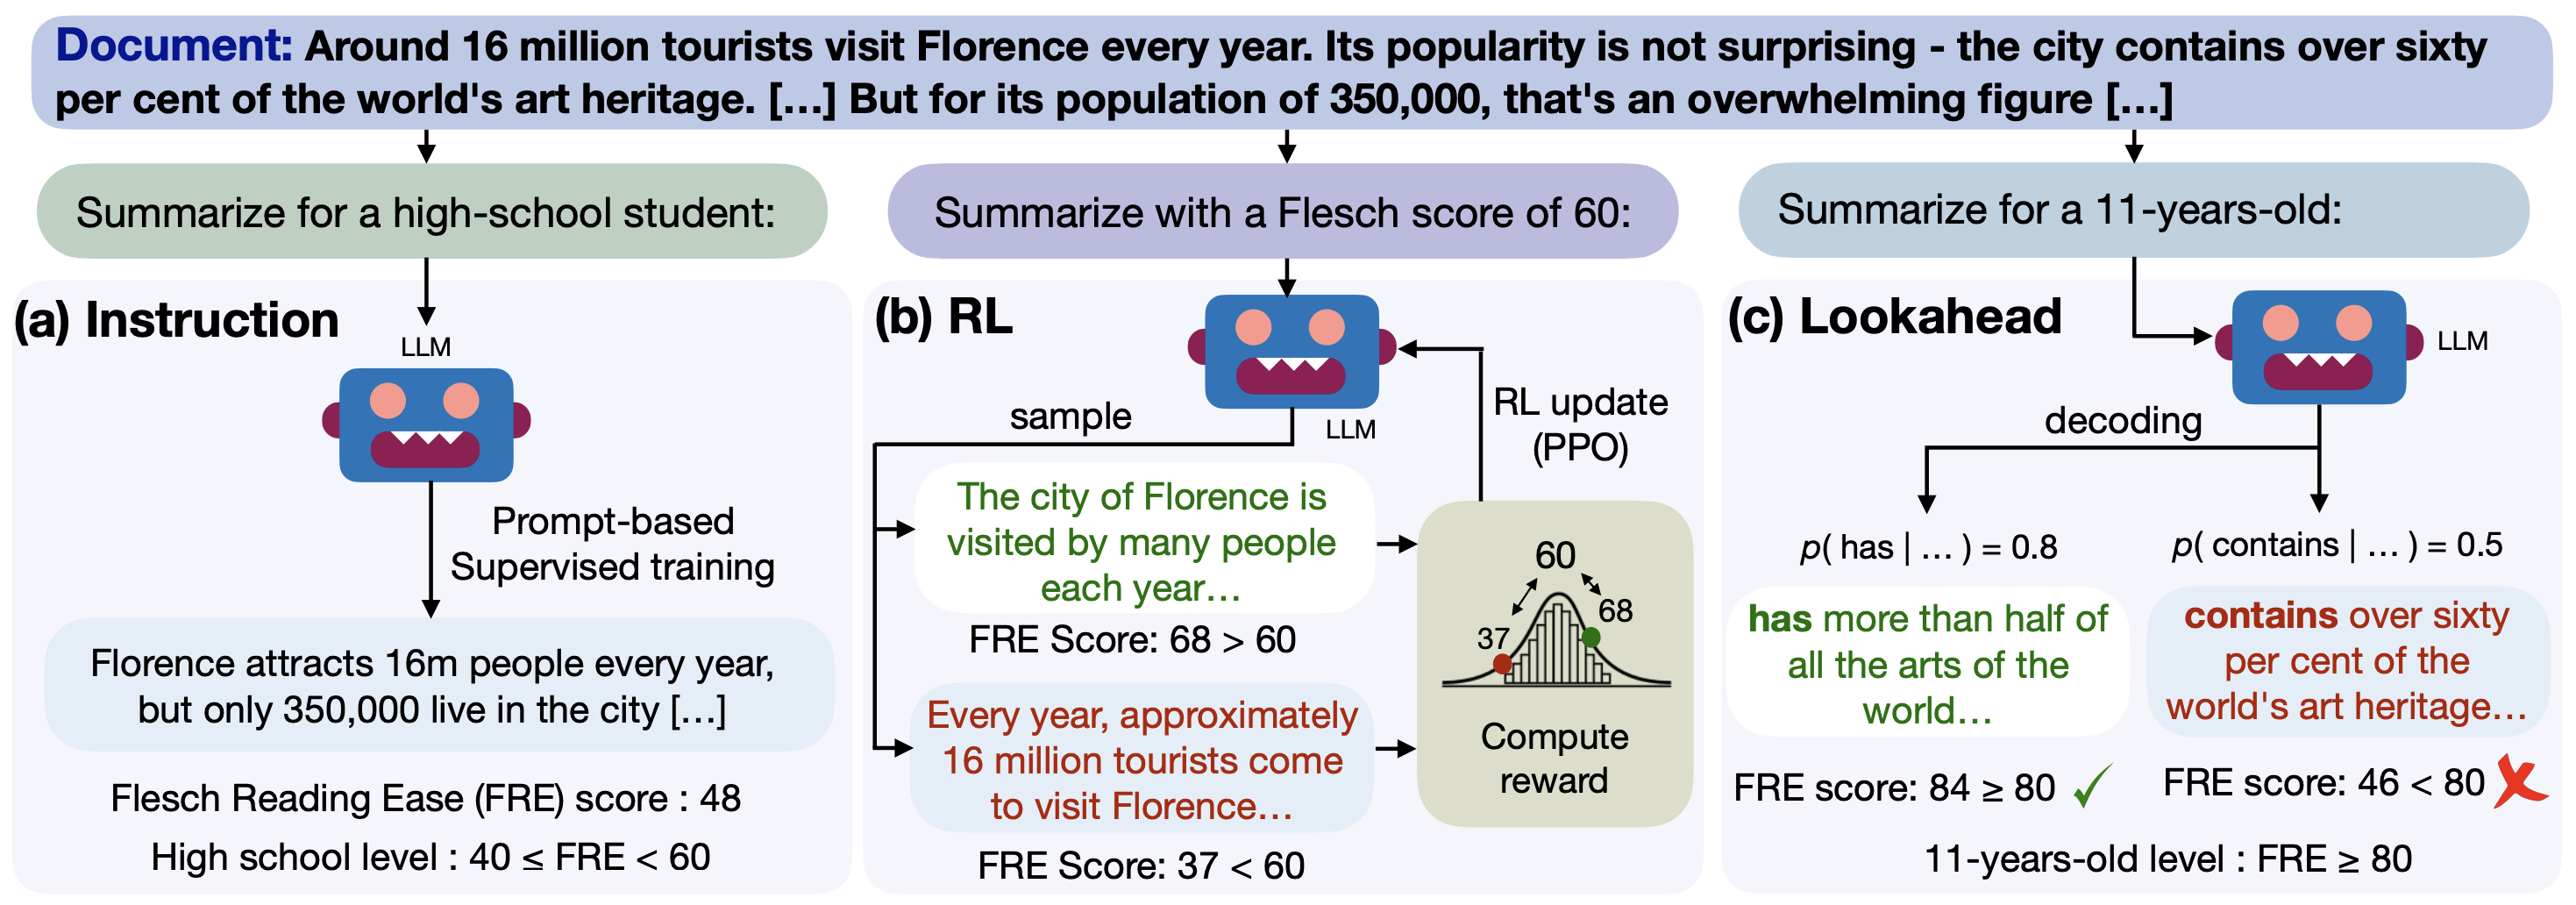 Document: Around 16 million tourists visit Florence every year. Its popularity is not surprising - the city contains over sixty
per cent of the world's art heritage. [...] But for its population of 350,000, that's an overwhelming figure [...]
Summarize for a high-school student:
Summarize with a Flesch score of 60:
Summarize for a 11-years-old:
(a) Instruction
LLM
Prompt-based
Supervised training
Florence attracts 16m people every year,
but only 350,000 live in the city [...]
Flesch Reading Ease (FRE) score : 48
High school level : 40 ≤ FRE < 60
(b) RL
LLM
sample
RL update
(PPO)
The city of Florence is
visited by many people
each year...
FRE Score: 68 > 60
Every year, approximately
16 million tourists come
to visit Florence...
FRE Score: 37 < 60
60
68
37
Compute
reward
(c) Lookahead
LLM
decoding
p( has | ... ) = 0.8
p( contains | ... ) = 0.5
has more than half of
all the arts of the
world...
contains over sixty
per cent of the
world's art heritage...
FRE score: 84 ≥ 80
FRE score: 46 < 80
11-years-old level : FRE ≥ 80